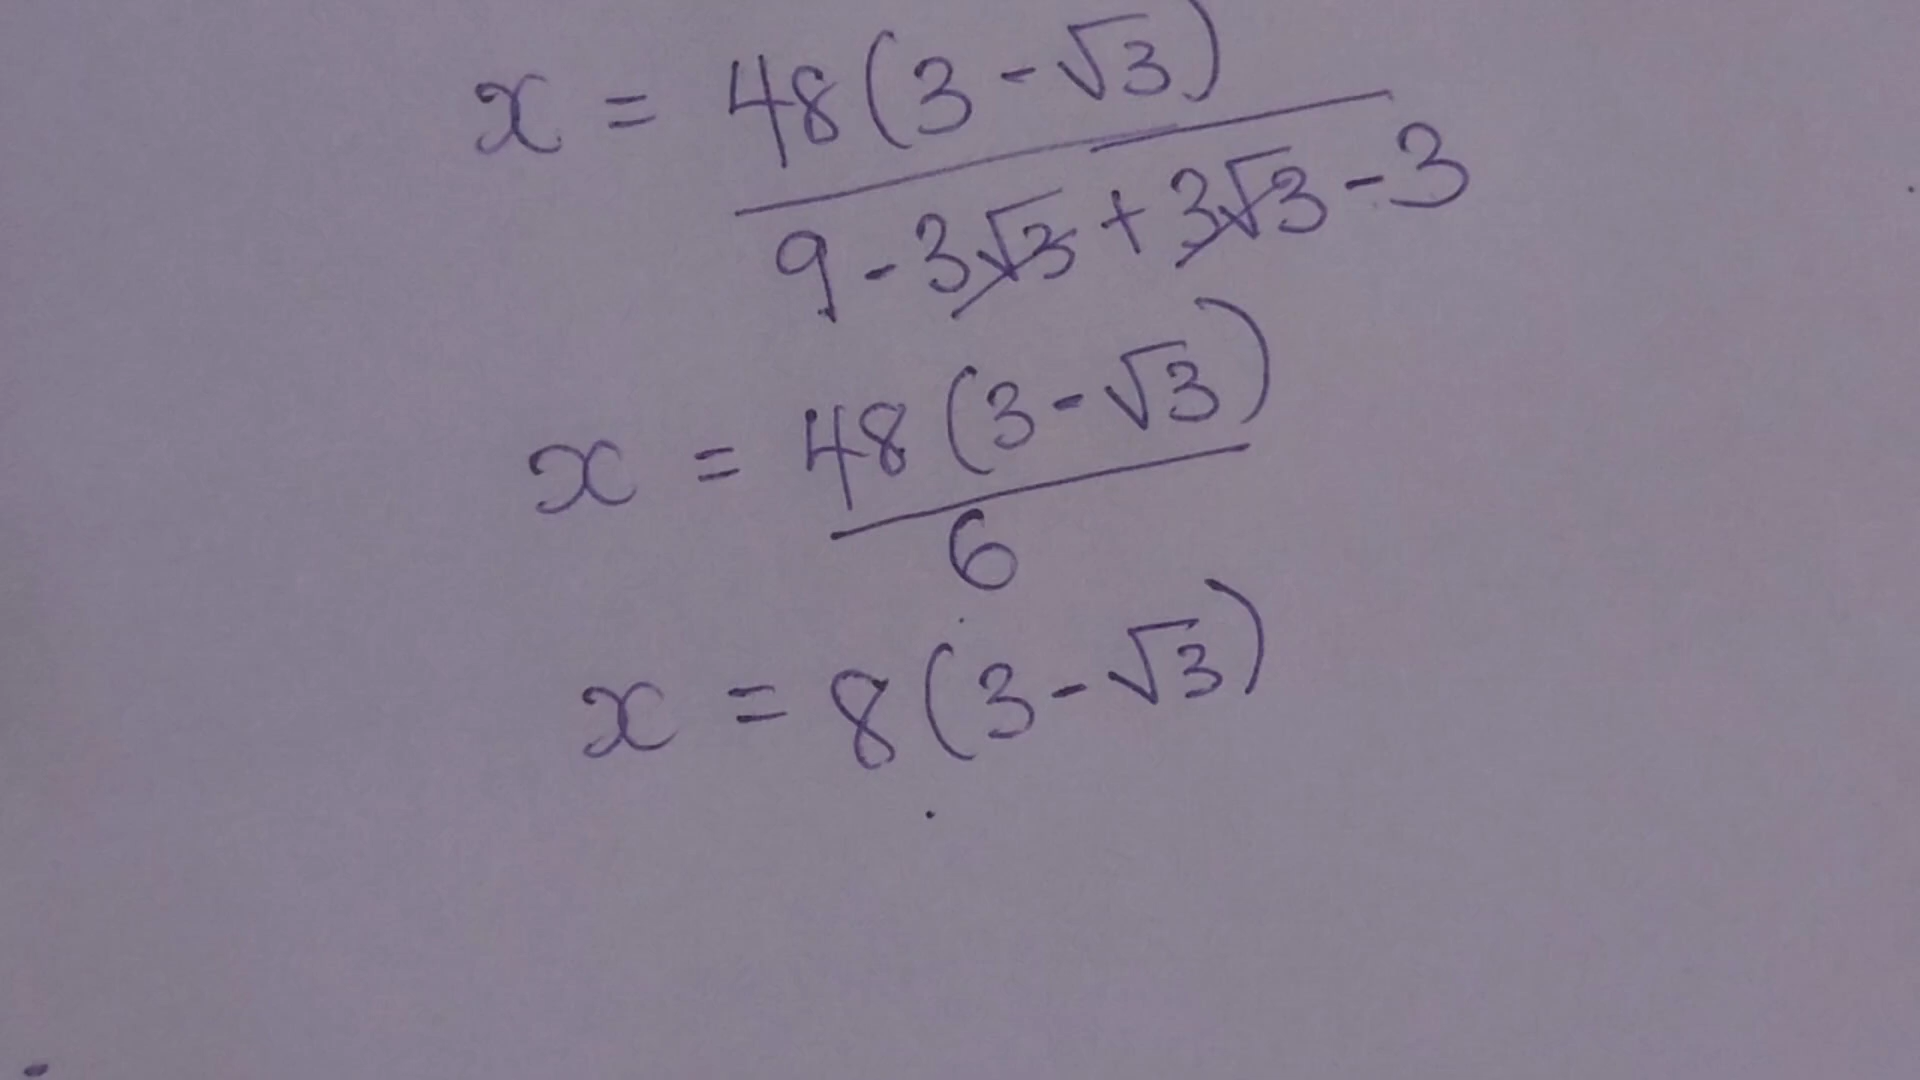 x = 48(3 - √3)
9 - 3√3 + 3√3 - 3
x = 48(3 - √3)
6
x = 8(3 - √3)